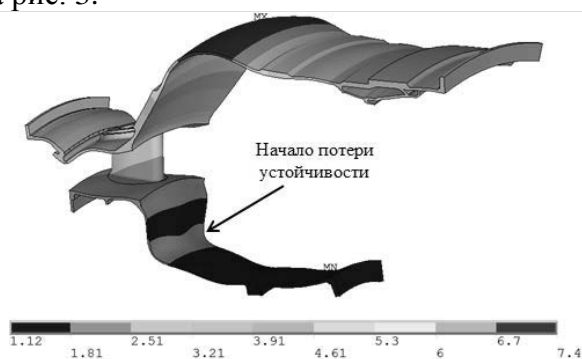 рис. 3.
MX
Начало потери
устойчивости
MN
1.12 2.51 3.91 5.3 6.7
1.81 3.21 4.61 6 7.4